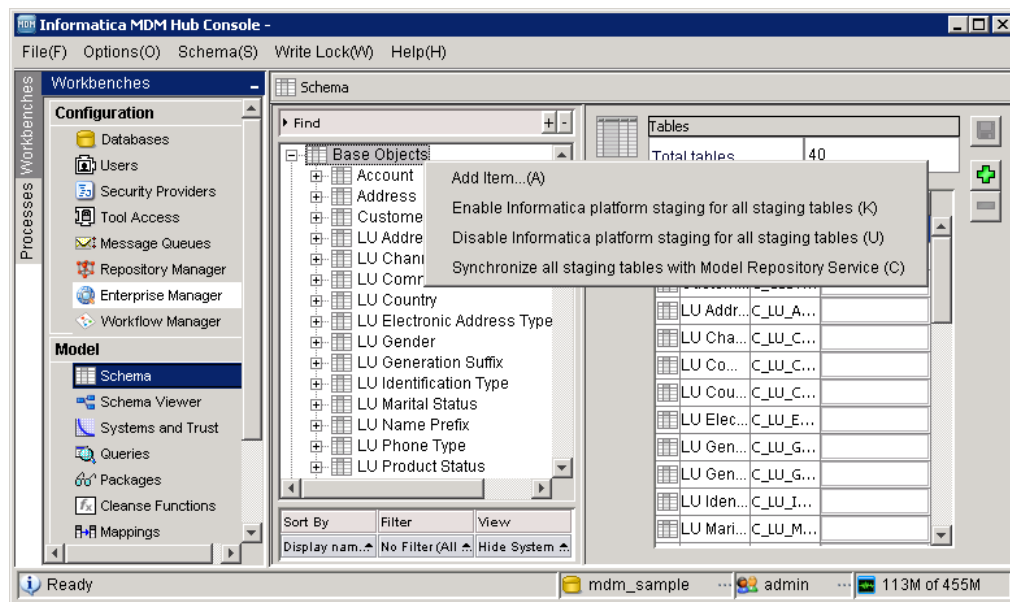 MDM Informatica MDM Hub Console -
File(F) Options(O) Schema(S) Write Lock(W) Help(H)
Processes Workbenches
Workbenches
Configuration
Databases
Users
Security Providers
Tool Access
Message Queues
Repository Manager
Enterprise Manager
Workflow Manager
Model
Schema
Schema Viewer
Systems and Trust
Queries
Packages
Cleanse Functions
Mappings
Schema
Find
+ -
Base Objects
Account
Address
Custome
LU Addre
LU Chan
LU Comr
LU Country
LU Electronic Address Type
LU Gender
LU Generation Suffix
LU Identification Type
LU Marital Status
LU Name Prefix
LU Phone Type
LU Product Status
Sort By Filter View
Display nam... No Filter (All Hide System
Add Item...(A)
Enable Informatica platform staging for all staging tables (K)
Disable Informatica platform staging for all staging tables (U)
Synchronize all staging tables with Model Repository Service (C)
Tables
Total tables 40
LU Addr... C_LU_A...
LU Cha... C_LU_C...
LU Co... C_LU_C...
LU Cou... C_LU_C...
LU Elec... C_LU_E...
LU Gen... C_LU_G...
LU Gen... C_LU_G...
LU Iden... C_LU_I...
LU Mari... C_LU_M...
Ready mdm_sample ... admin ... 113M of 455M